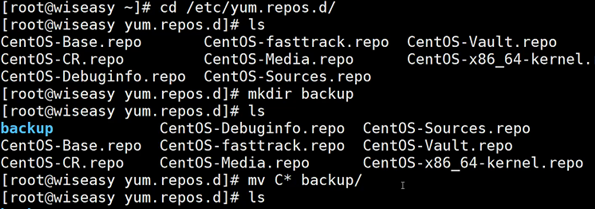 [root@wiseasy ~]# cd /etc/yum.repos.d/
[root@wiseasy yum.repos.d]# ls
CentOS-Base.repo CentOS-fasttrack.repo CentOS-Vault.repo
CentOS-CR.repo CentOS-Media.repo CentOS-x86_64-kernel.
CentOS-Debuginfo.repo CentOS-Sources.repo
[root@wiseasy yum.repos.d]# mkdir backup
[root@wiseasy yum.repos.d]# ls
backup CentOS-Debuginfo.repo CentOS-Sources.repo
CentOS-Base.repo CentOS-fasttrack.repo CentOS-Vault.repo
CentOS-CR.repo CentOS-Media.repo CentOS-x86_64-kernel.repo
[root@wiseasy yum.repos.d]# mv C* backup/
[root@wiseasy yum.repos.d]# ls